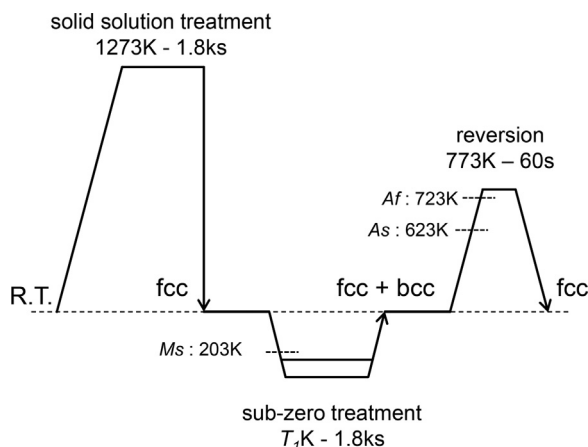 solid solution treatment
1273K - 1.8ks
reversion
773K – 60s
Af : 723K
As : 623K
R.T.
fcc
fcc + bcc
fcc
Ms : 203K
sub-zero treatment
T₁K - 1.8ks